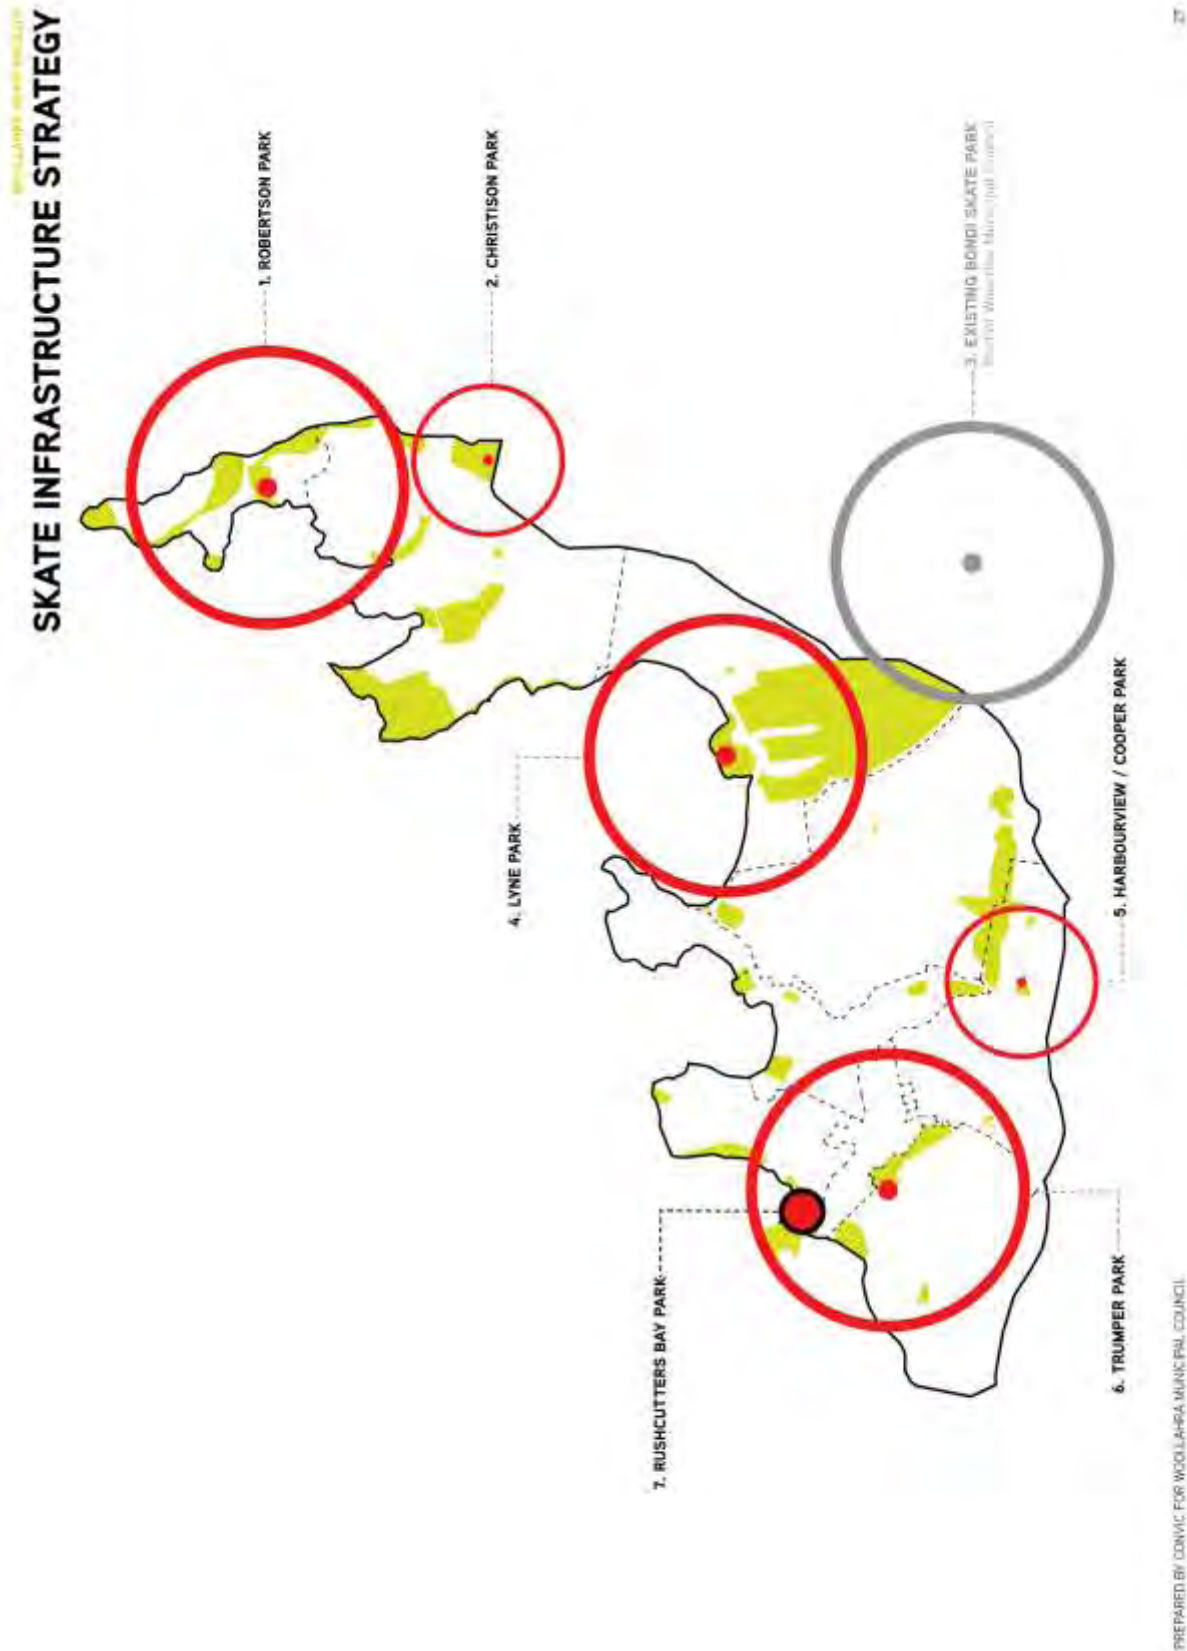 SKATE INFRASTRUCTURE STRATEGY
1. ROBERTSON PARK
2. CHRISTISON PARK
3. EXISTING BONDI SKATE PARK
4. LYNE PARK
5. HARBOURVIEW / COOPER PARK
6. TRUMPER PARK
7. RUSHCUTTERS BAY PARK
PREPARED BY CONVIC FOR WOOLLAHRA MUNICIPAL COUNCIL
27